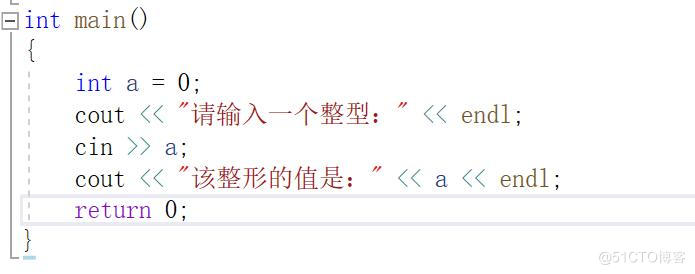 int main()
{
int a = 0;
cout << "请输入一个整型：" << endl;
cin >> a;
cout << "该整形的值是：" << a << endl;
return 0;
}
@51CTO博客